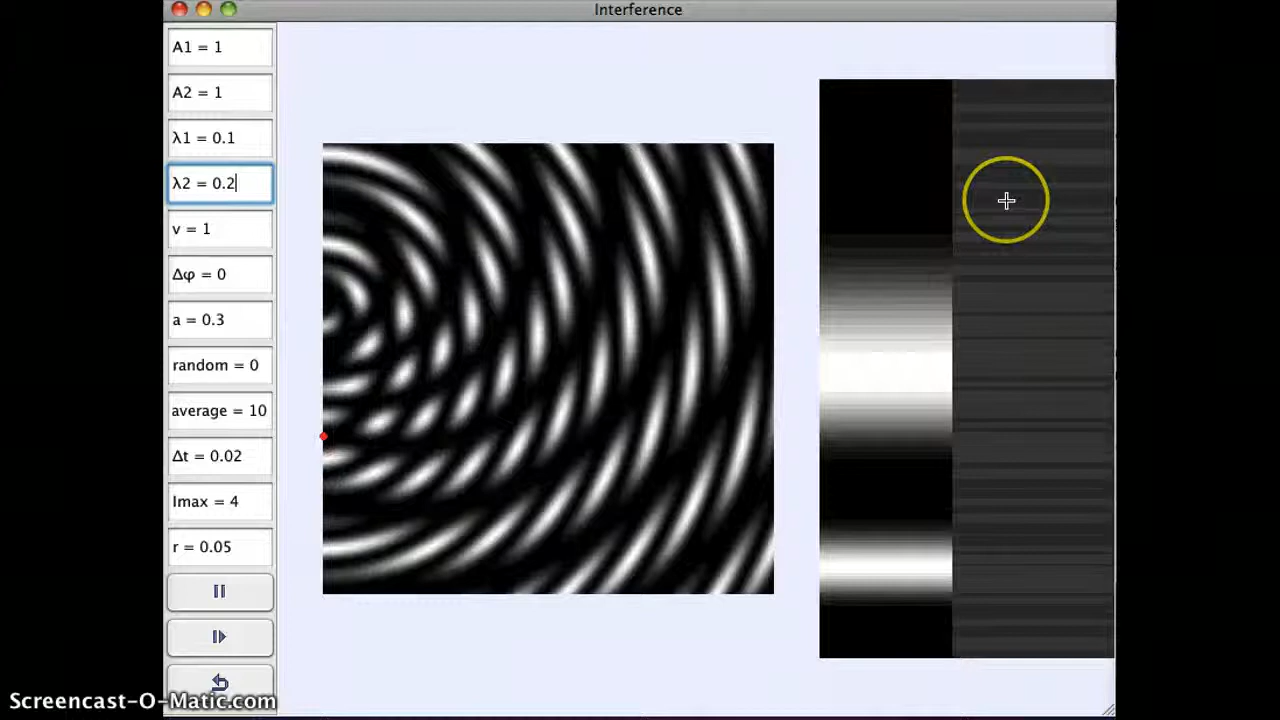 Interference
A1 = 1
A2 = 1
λ1 = 0.1
λ2 = 0.2
v = 1
Δφ = 0
a = 0.3
random = 0
average = 10
Δt = 0.02
Imax = 4
r = 0.05
Screencast-O-Matic.com